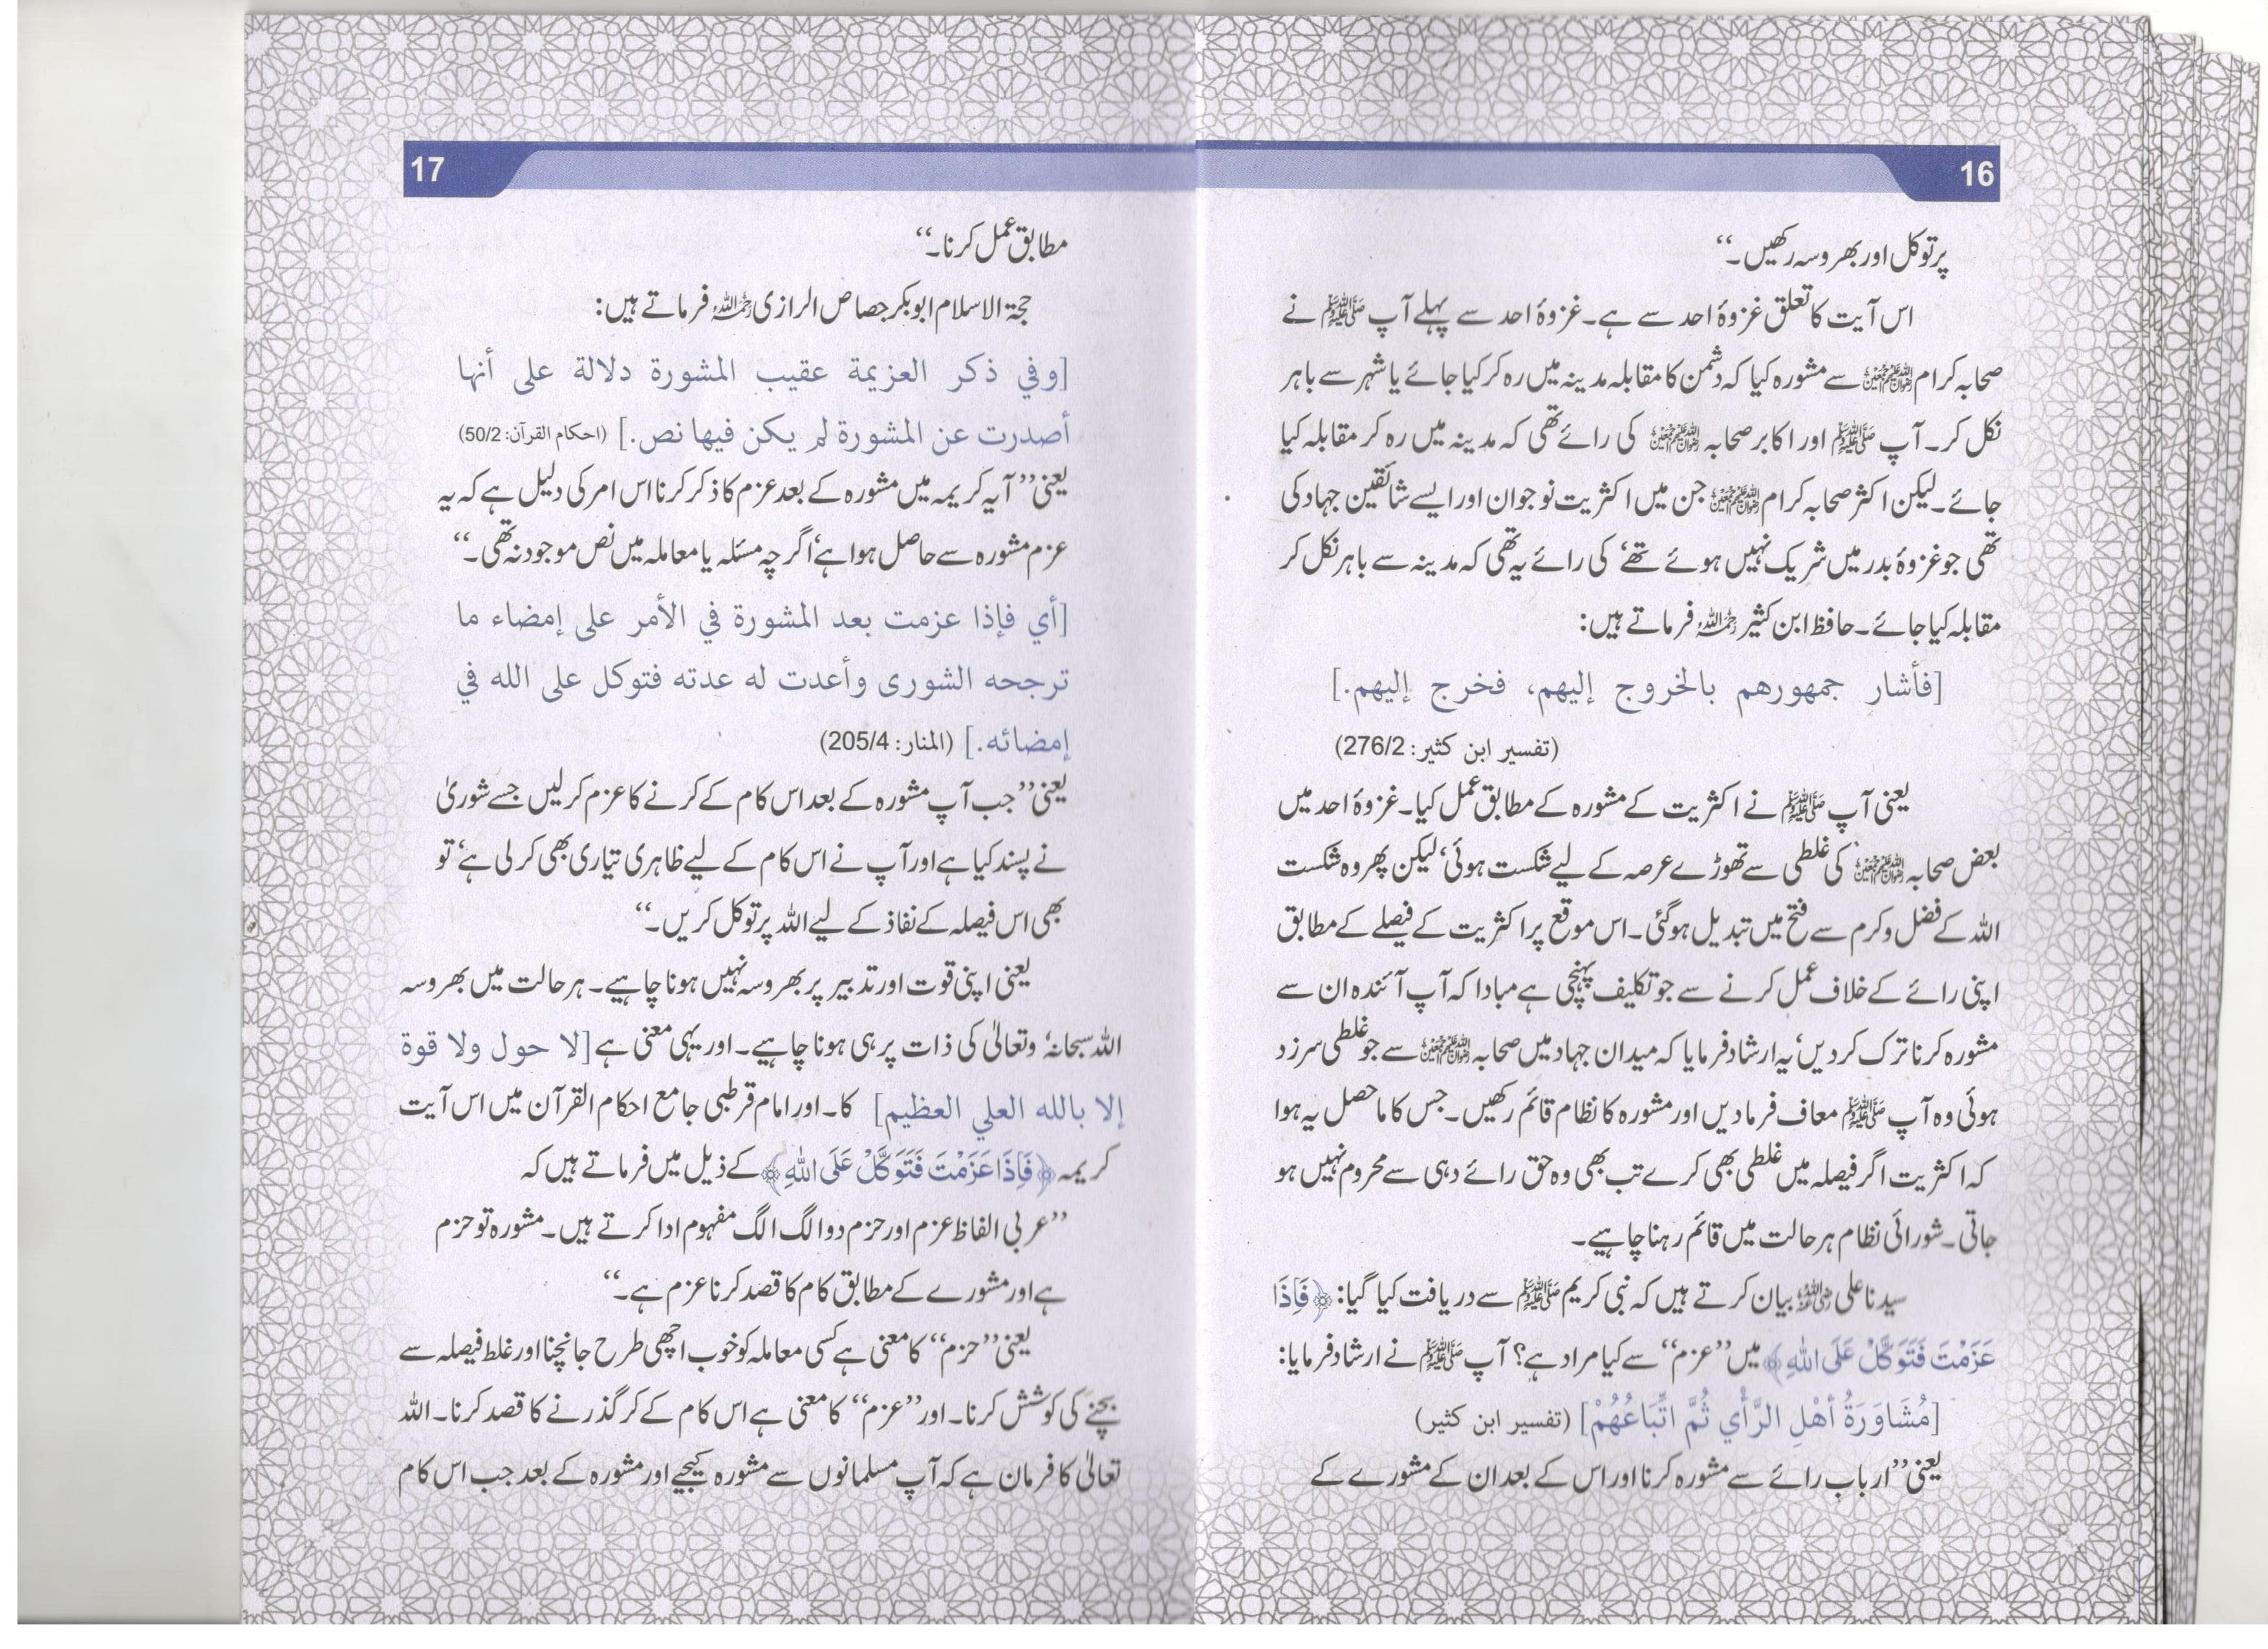 16
پر توکل اور بھروسہ رکھیں۔‘‘
اس آیت کا تعلق غزوۂ احد سے ہے۔ غزوۂ احد سے پہلے آپ ﷺ نے
صحابہ کرام رضوان اللہ علیہم اجمعین سے مشورہ کیا کہ دشمن کا مقابلہ مدینہ میں رہ کر کیا جائے یا شہر سے باہر
نکل کر۔ آپ ﷺ اور اکابر صحابہ رضوان اللہ علیہم اجمعین کی رائے تھی کہ مدینہ میں رہ کر مقابلہ کیا
جائے۔ لیکن اکثر صحابہ کرام رضوان اللہ علیہم اجمعین جن میں اکثریت نوجوان اور ایسے شائقین جہاد کی
تھی جو غزوۂ بدر میں شریک نہیں ہوئے تھے‘ کی رائے یہ تھی کہ مدینہ سے باہر نکل کر
مقابلہ کیا جائے۔ حافظ ابن کثیر رحمہ اللہ فرماتے ہیں:
[فأشار جمهورهم بالخروج إليهم، فخرج إليهم.]
(تفسیر ابن کثیر: 276/2)
یعنی آپ ﷺ نے اکثریت کے مشورہ کے مطابق عمل کیا۔ غزوۂ احد میں
بعض صحابہ رضوان اللہ علیہم اجمعین کی غلطی سے تھوڑے عرصہ کے لیے شکست ہوئی‘ لیکن پھر وہ شکست
اللہ کے فضل و کرم سے فتح میں تبدیل ہوگئی۔ اس موقع پر اکثریت کے فیصلے کے مطابق
اپنی رائے کے خلاف عمل کرنے سے جو تکلیف پہنچی ہے مبادا کہ آپ آئندہ ان سے
مشورہ کرنا ترک کر دیں‘ یہ ارشاد فرمایا کہ میدان جہاد میں صحابہ رضوان اللہ علیہم اجمعین سے جو غلطی سرزد
ہوئی وہ آپ ﷺ معاف فرما دیں اور مشورہ کا نظام قائم رکھیں۔ جس کا ماحصل یہ ہوا
کہ اکثریت اگر فیصلہ میں غلطی بھی کرے تب بھی وہ حق رائے دہی سے محروم نہیں ہو
جاتی۔ شورائی نظام ہر حالت میں قائم رہنا چاہیے۔
سیدنا علی رضی اللہ عنہ بیان کرتے ہیں کہ نبی کریم ﷺ سے دریافت کیا گیا: ﴿فَاِذَا
عَزَمْتَ فَتَوَكَّلْ عَلَى اللّٰهِ﴾ میں ’’عزم‘‘ سے کیا مراد ہے؟ آپ ﷺ نے ارشاد فرمایا:
[مُشَاوَرَةُ أَهْلِ الرَّأْيِ ثُمَّ اتِّبَاعُهُمْ] (تفسیر ابن کثیر)
یعنی ’’ارباب رائے سے مشورہ کرنا اور اس کے بعد ان کے مشورے کے
17
مطابق عمل کرنا۔‘‘
حجۃ الاسلام ابوبکر جصاص الرازی رحمہ اللہ فرماتے ہیں:
[وفي ذكر العزيمة عقيب المشورة دلالة على أنها
أصدرت عن المشورة لم يكن فيها نص.] (احکام القرآن: 50/2)
یعنی ’’آیہ کریمہ میں مشورہ کے بعد عزم کا ذکر کرنا اس امر کی دلیل ہے کہ یہ
عزم مشورہ سے حاصل ہوا ہے‘ اگرچہ مسئلہ یا معاملہ میں نص موجود نہ تھی۔‘‘
[أي فإذا عزمت بعد المشورة في الأمر على إمضاء ما
ترجحه الشورى وأعدت له عدته فتوكل على الله في
إمضائه.] (المنار: 205/4)
یعنی ’’جب آپ مشورہ کے بعد اس کام کے کرنے کا عزم کر لیں جسے شوریٰ
نے پسند کیا ہے اور آپ نے اس کام کے لیے ظاہری تیاری بھی کر لی ہے‘ تو
بھی اس فیصلہ کے نفاذ کے لیے اللہ پر توکل کریں۔‘‘
یعنی اپنی قوت اور تدبیر پر بھروسہ نہیں ہونا چاہیے۔ ہر حالت میں بھروسہ
اللہ سبحانہٗ وتعالیٰ کی ذات پر ہی ہونا چاہیے۔ اور یہی معنی ہے [لا حول ولا قوة
إلا بالله العلي العظيم] کا۔ اور امام قرطبی جامع احکام القرآن میں اس آیت
کریمہ ﴿فَاِذَا عَزَمْتَ فَتَوَكَّلْ عَلَى اللّٰهِ﴾ کے ذیل میں فرماتے ہیں کہ
’’عربی الفاظ عزم اور حزم دو الگ الگ مفہوم ادا کرتے ہیں۔ مشورہ تو حزم
ہے اور مشورے کے مطابق کام کا قصد کرنا عزم ہے۔‘‘
یعنی ’’حزم‘‘ کا معنی ہے کسی معاملہ کو خوب اچھی طرح جانچنا اور غلط فیصلہ سے
بچنے کی کوشش کرنا۔ اور ’’عزم‘‘ کا معنی ہے اس کام کے کر گذرنے کا قصد کرنا۔ اللہ
تعالیٰ کا فرمان ہے کہ آپ مسلمانوں سے مشورہ کیجیے اور مشورہ کے بعد جب اس کام